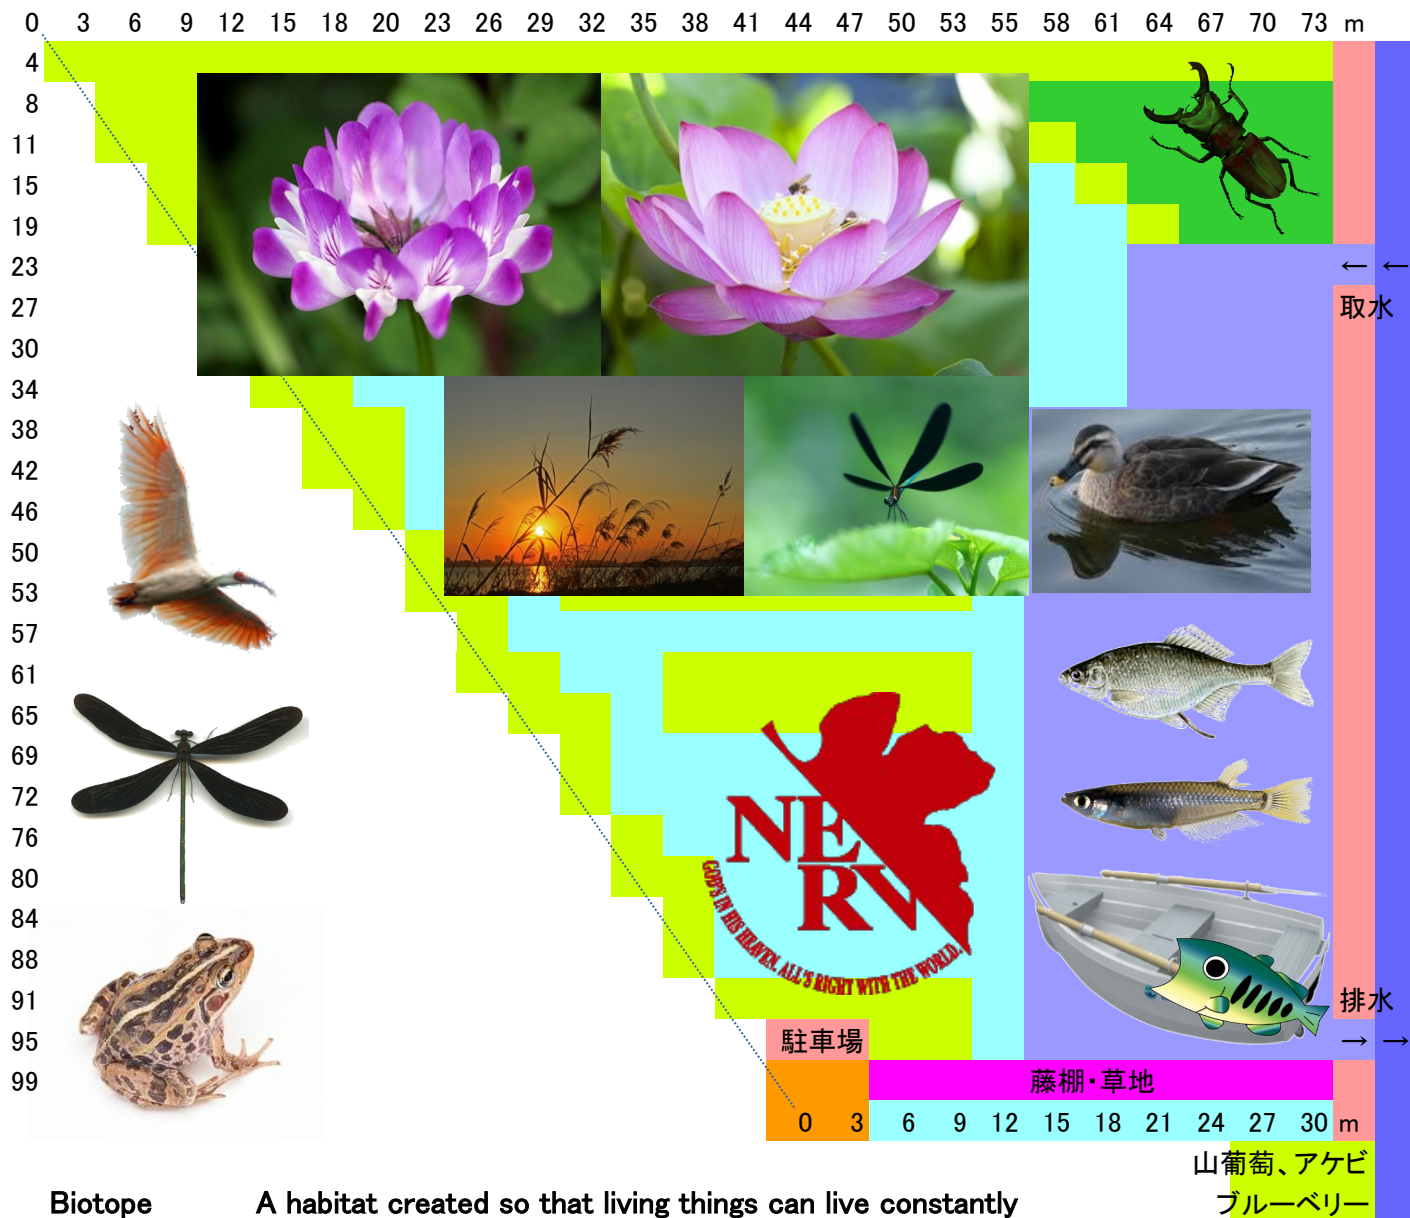 0 3 6 9 12 15 18 20 23 26 29 32 35 38 41 44 47 50 53 55 58 61 64 67 70 73 m
4
8
11
15
19
23 ← ←
27 取水
30
34
38
42
46
50
53
57
61
65
69
72
76
80
84
88
91
95
99
NE
RV
GOD'S IN HIS HEAVEN. ALL'S RIGHT WITH THE WORLD.
排水
→ →
駐車場
藤棚・草地
0 3 6 9 12 15 18 21 24 27 30 m
山葡萄、アケビ
ブルーベリー
Biotope A habitat created so that living things can live constantly